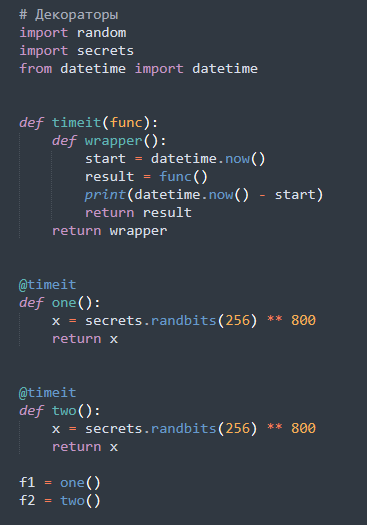 # Декораторы
import random
import secrets
from datetime import datetime
def timeit(func):
    def wrapper():
        start = datetime.now()
        result = func()
        print(datetime.now() - start)
        return result
    return wrapper
@timeit
def one():
    x = secrets.randbits(256) ** 800
    return x
@timeit
def two():
    x = secrets.randbits(256) ** 800
    return x
f1 = one()
f2 = two()